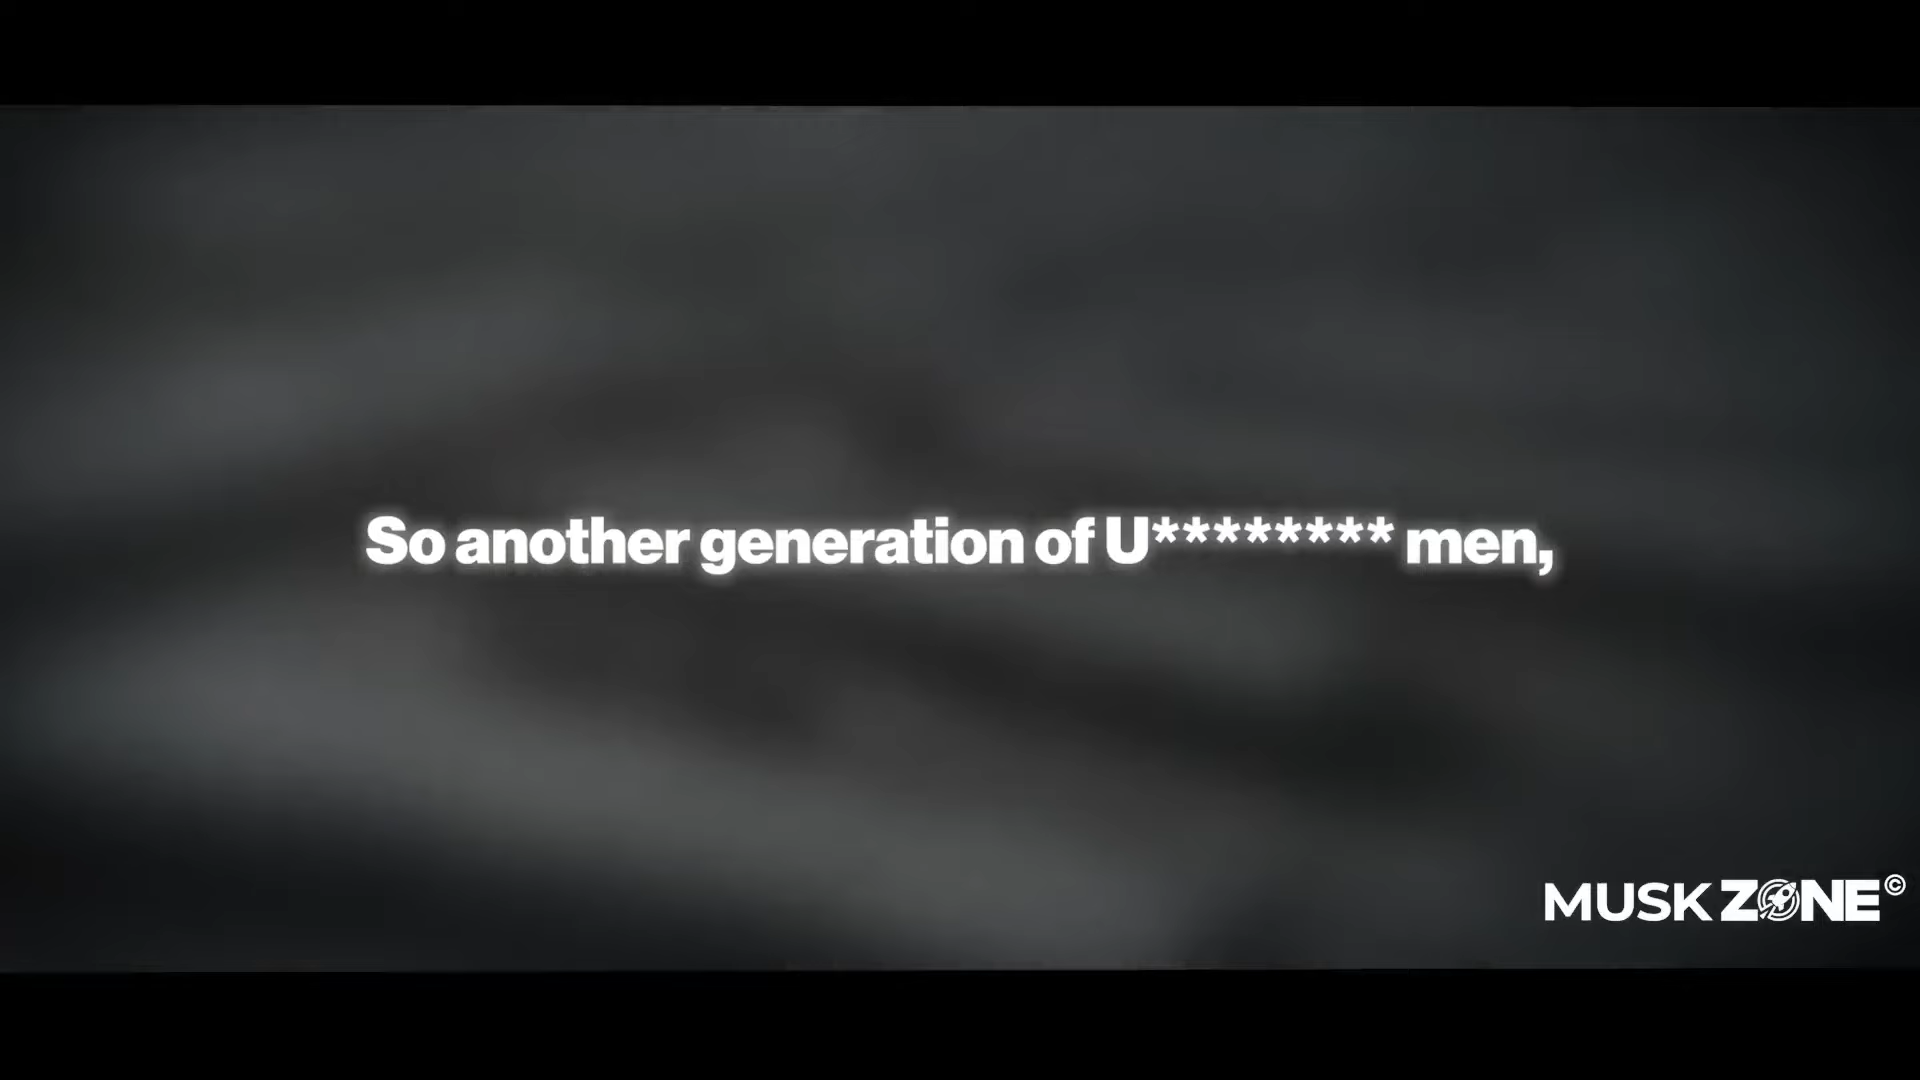 So another generation of U******** men,
MUSK ZONE©